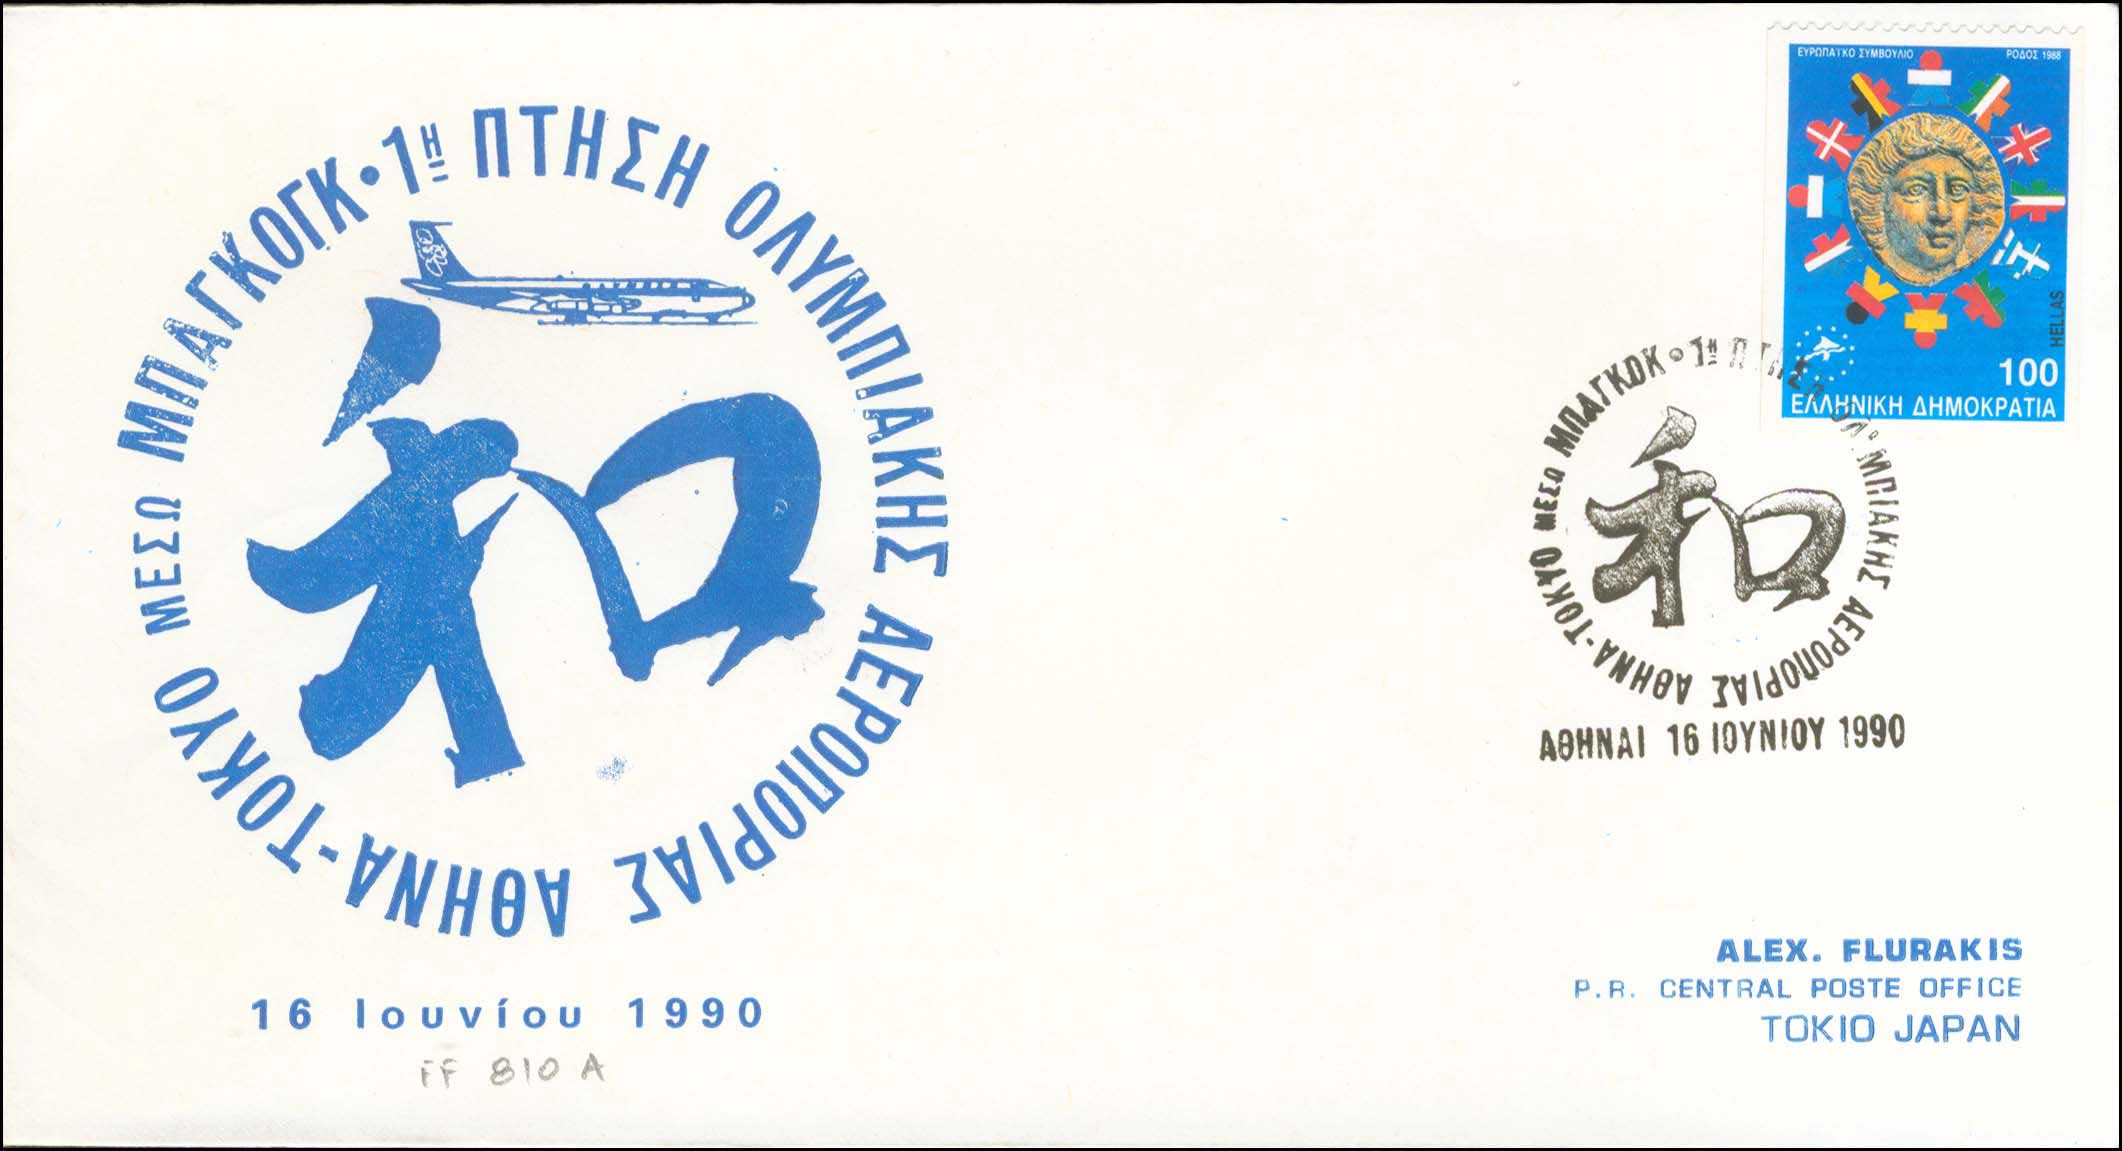 1Η ΠΤΗΣΗ ΟΛΥΜΠΙΑΚΗΣ ΑΕΡΟΠΟΡΙΑΣ ΑΘΗΝΑ-ΤΟΚΥΟ ΜΕΣΩ ΜΠΑΓΚΟΓΚ •
和
16 Ιουνίου 1990
FF 810 A
ΕΥΡΩΠΑΪΚΟ ΣΥΜΒΟΥΛΙΟ ΡΟΔΟΣ 1988
HELLAS
100
ΕΛΛΗΝΙΚΗ ΔΗΜΟΚΡΑΤΙΑ
1Η ΠΤΗΣΗ ΟΛΥΜΠΙΑΚΗΣ ΑΕΡΟΠΟΡΙΑΣ ΑΘΗΝΑ-ΤΟΚΥΟ ΜΕΣΩ ΜΠΑΓΚΟΚ •
和
ΑΘΗΝΑΙ 16 ΙΟΥΝΙΟΥ 1990
ALEX. FLURAKIS
P.R. CENTRAL POSTE OFFICE
TOKIO JAPAN